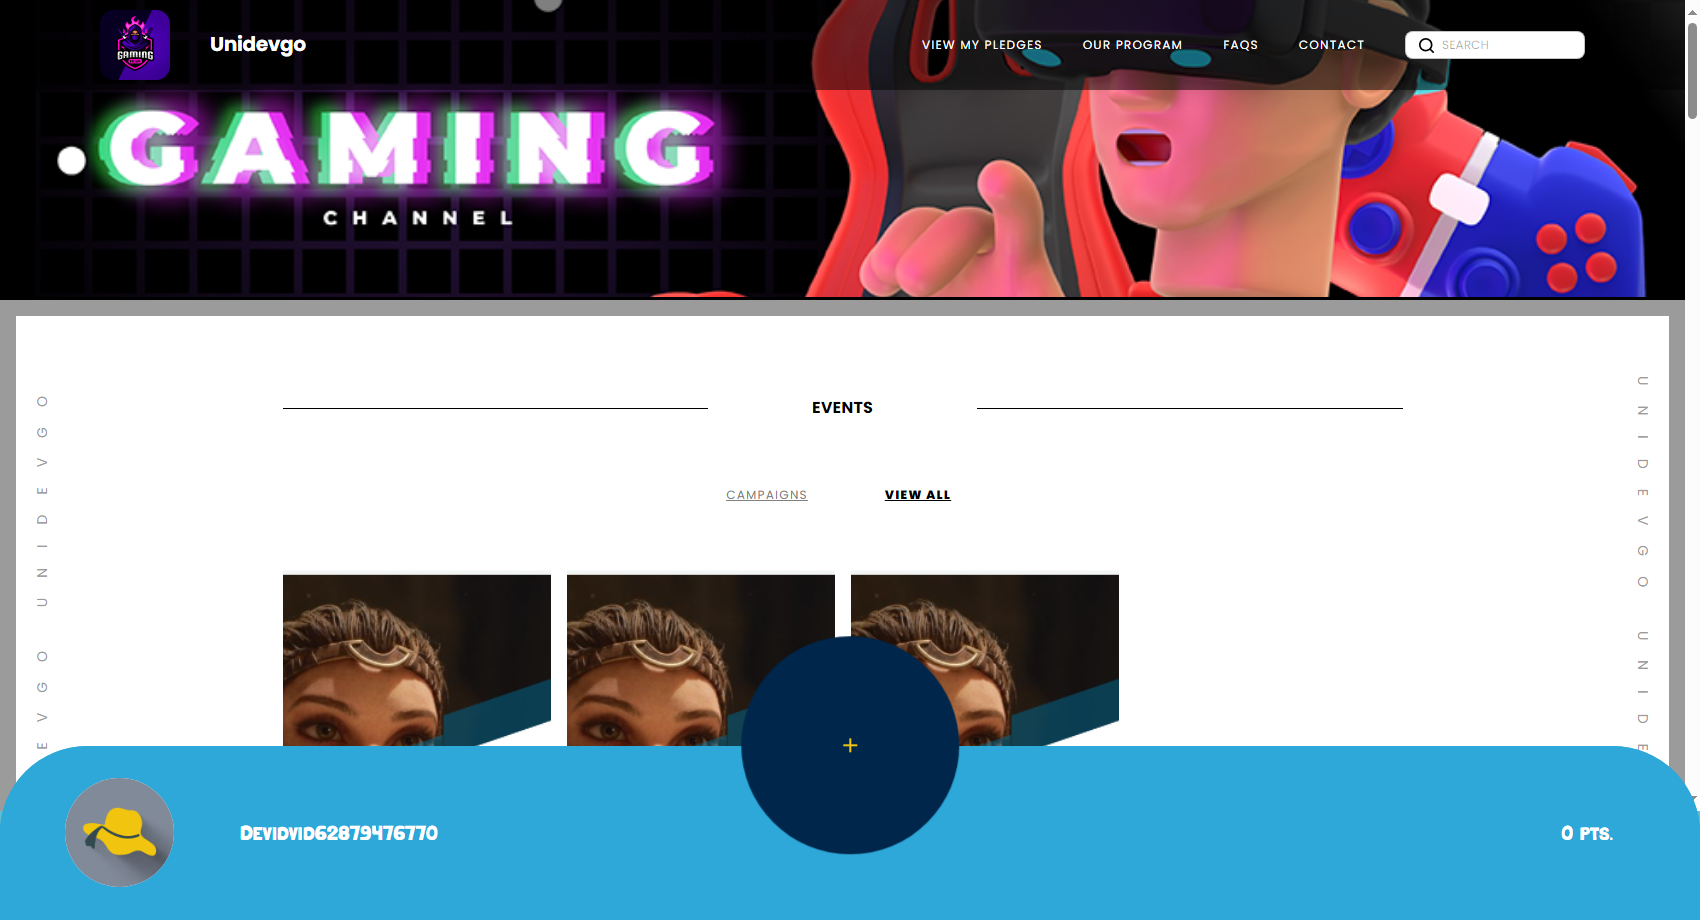 GAMING
Unidevgo
VIEW MY PLEDGES
OUR PROGRAM
FAQS
CONTACT
SEARCH
GAMING
CHANNEL
EVENTS
CAMPAIGNS
VIEW ALL
UNIDEVGO
EVGO
UNIDEVGO
UNIDE
+
DEVIDVID62879476770
0 PTS.